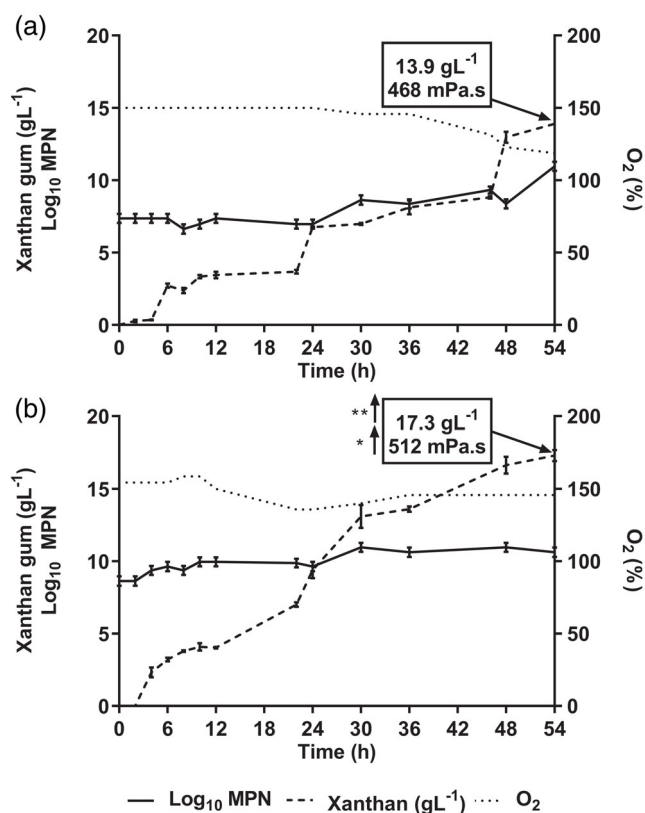 (a)
20
15
10
5
0
Xanthan gum (gL⁻¹)
Log₁₀ MPN
13.9 gL⁻¹
468 mPa.s
200
150
100
50
0
O₂ (%)
0 6 12 18 24 30 36 42 48 54
Time (h)
(b)
20
15
10
5
0
Xanthan gum (gL⁻¹)
Log₁₀ MPN
**
*
17.3 gL⁻¹
512 mPa.s
200
150
100
50
0
O₂ (%)
0 6 12 18 24 30 36 42 48 54
Time (h)
Log₁₀ MPN Xanthan (gL⁻¹) O₂